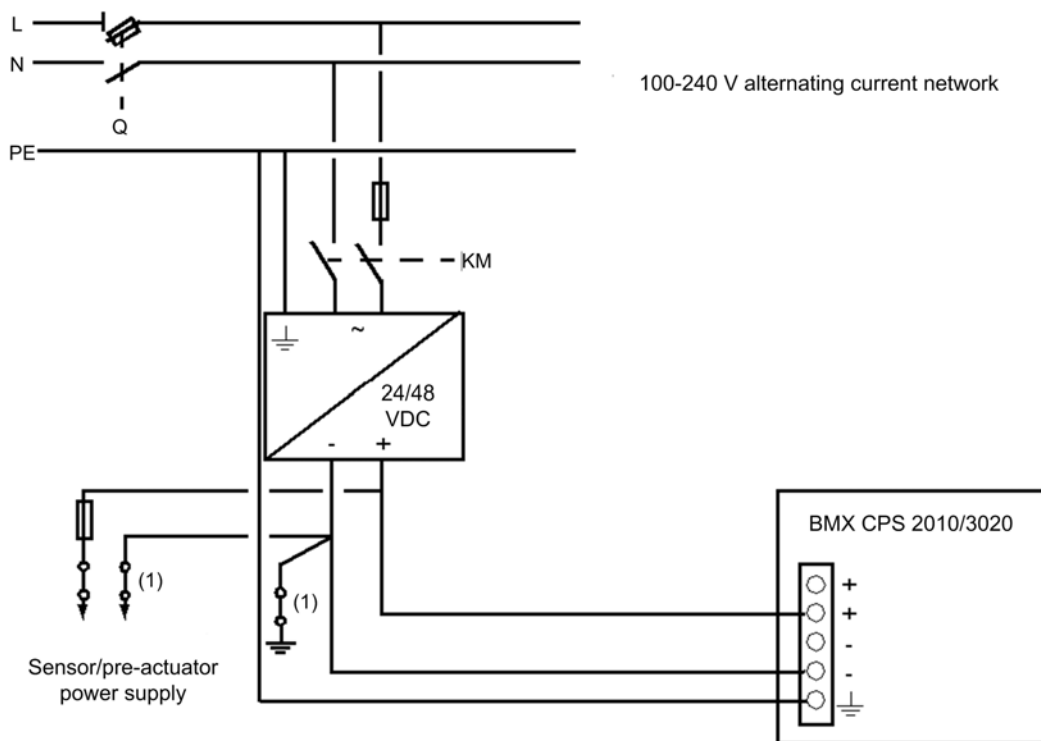 L
N
100-240 V alternating current network
Q
PE
KM
~
24/48
VDC
- +
BMX CPS 2010/3020
+
(1)
(1)
+
-
-
Sensor/pre-actuator
power supply